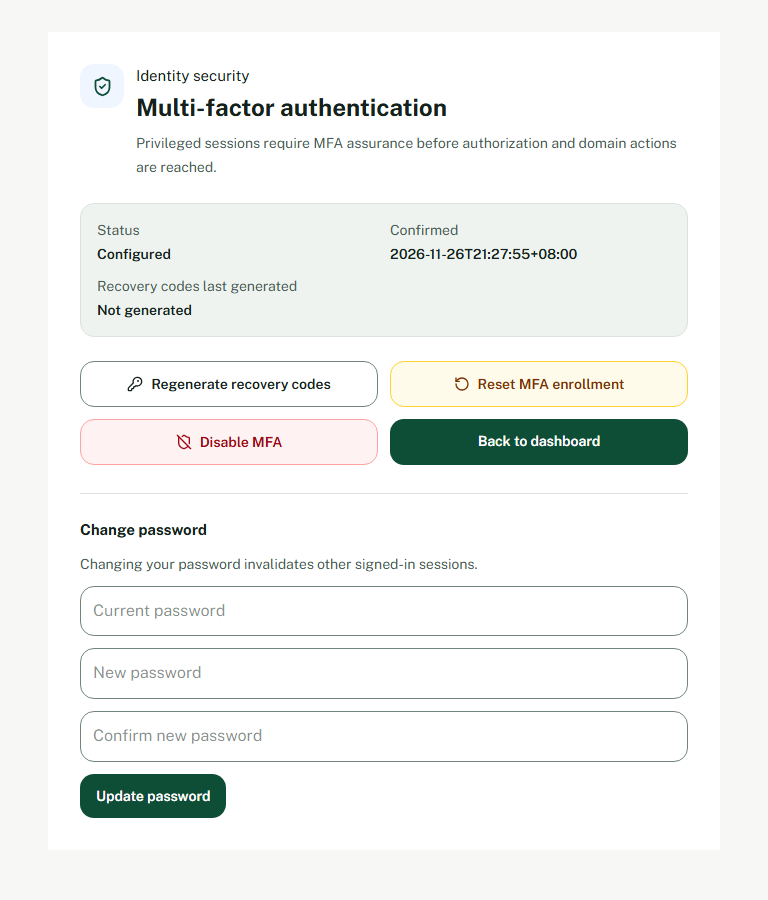 Identity security
Multi-factor authentication
Privileged sessions require MFA assurance before authorization and domain actions
are reached.
Status
Configured
Confirmed
2026-11-26T21:27:55+08:00
Recovery codes last generated
Not generated
Regenerate recovery codes
Reset MFA enrollment
Disable MFA
Back to dashboard
Change password
Changing your password invalidates other signed-in sessions.
Current password
New password
Confirm new password
Update password